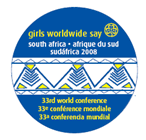 girls worldwide say
south africa • afrique du sud
sudáfrica 2008
33rd world conference
33e conférence mondiale
33a conferencia mundial